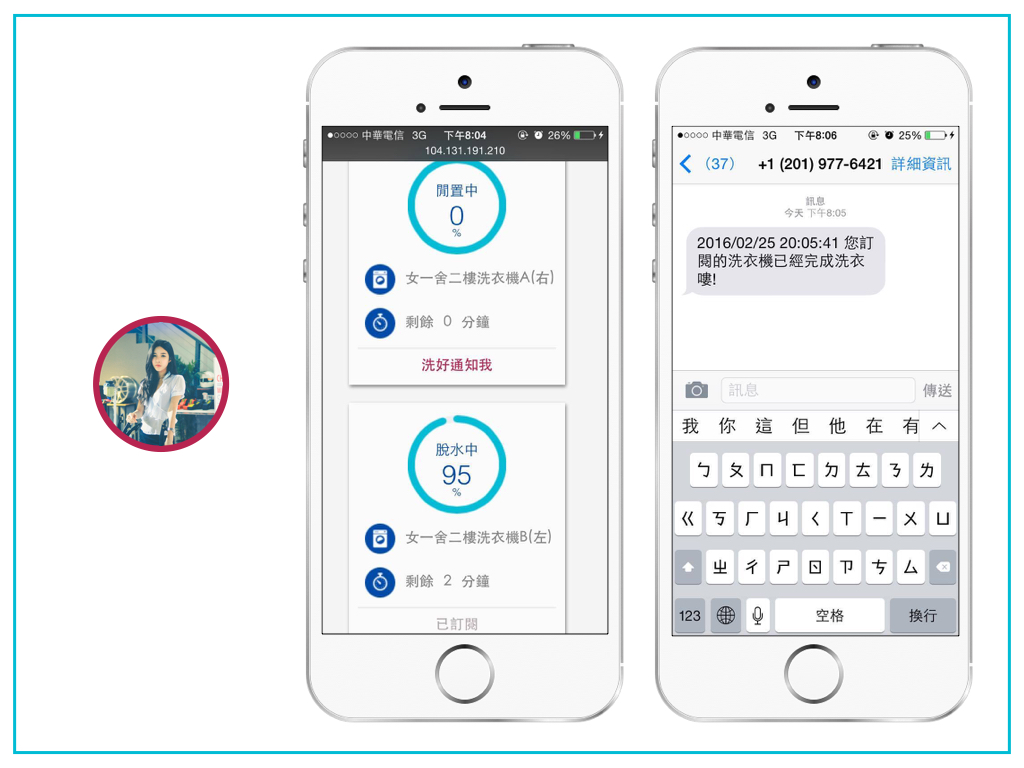 中華電信 3G 下午8:04 26%
104.131.191.210
閒置中
0
%
女一舍二樓洗衣機A(右)
剩餘 0 分鐘
洗好通知我
脫水中
95
%
女一舍二樓洗衣機B(左)
剩餘 2 分鐘
已訂閱
中華電信 3G 下午8:06 25%
(37) +1 (201) 977-6421 詳細資訊
訊息
今天 下午8:05
2016/02/25 20:05:41 您訂
閱的洗衣機已經完成洗衣
嘍!
訊息 傳送
我 你 這 但 他 在 有
ㄅ ㄆ ㄇ ㄈ ㄉ ㄊ ㄋ ㄌ
ㄍ ㄎ ㄏ ㄐ ㄑ ㄒ ㄧ ㄨ ㄩ
ㄓ ㄔ ㄕ ㄖ ㄗ ㄘ ㄙ
123 空格 換行